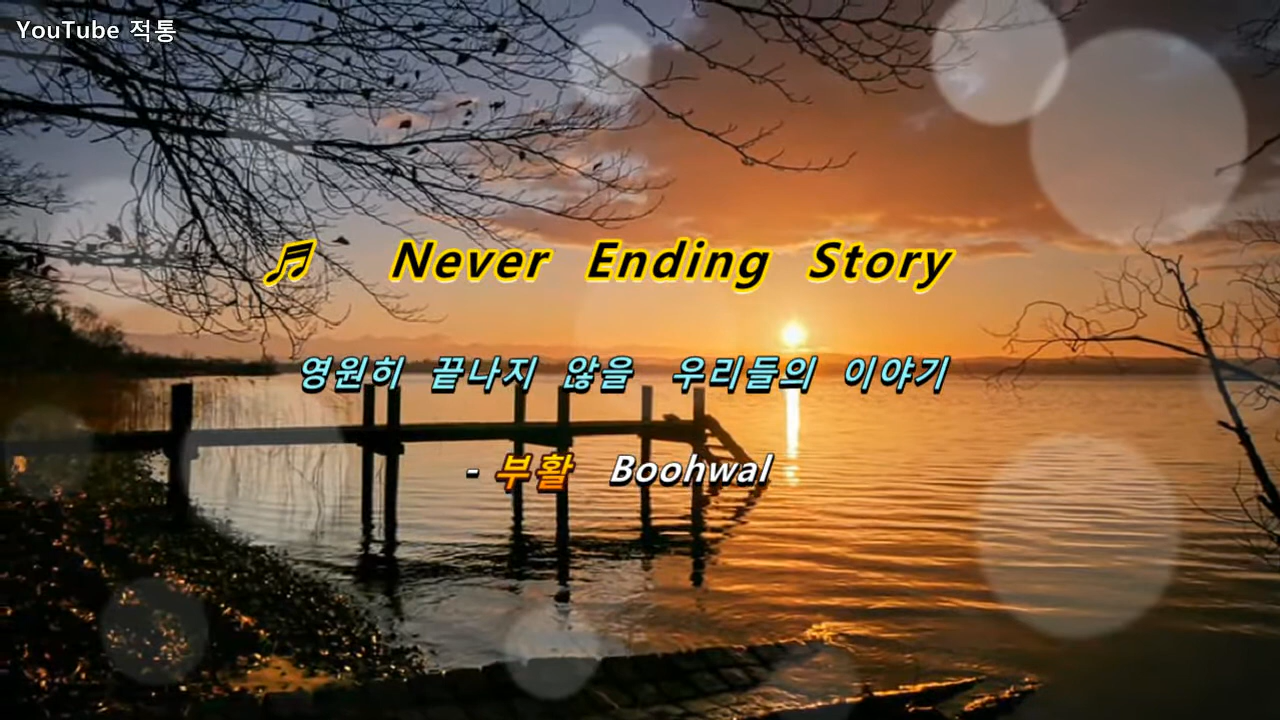 YouTube 적통
♬ Never Ending Story
영원히 끝나지 않을 우리들의 이야기
- 부활 Boohwal